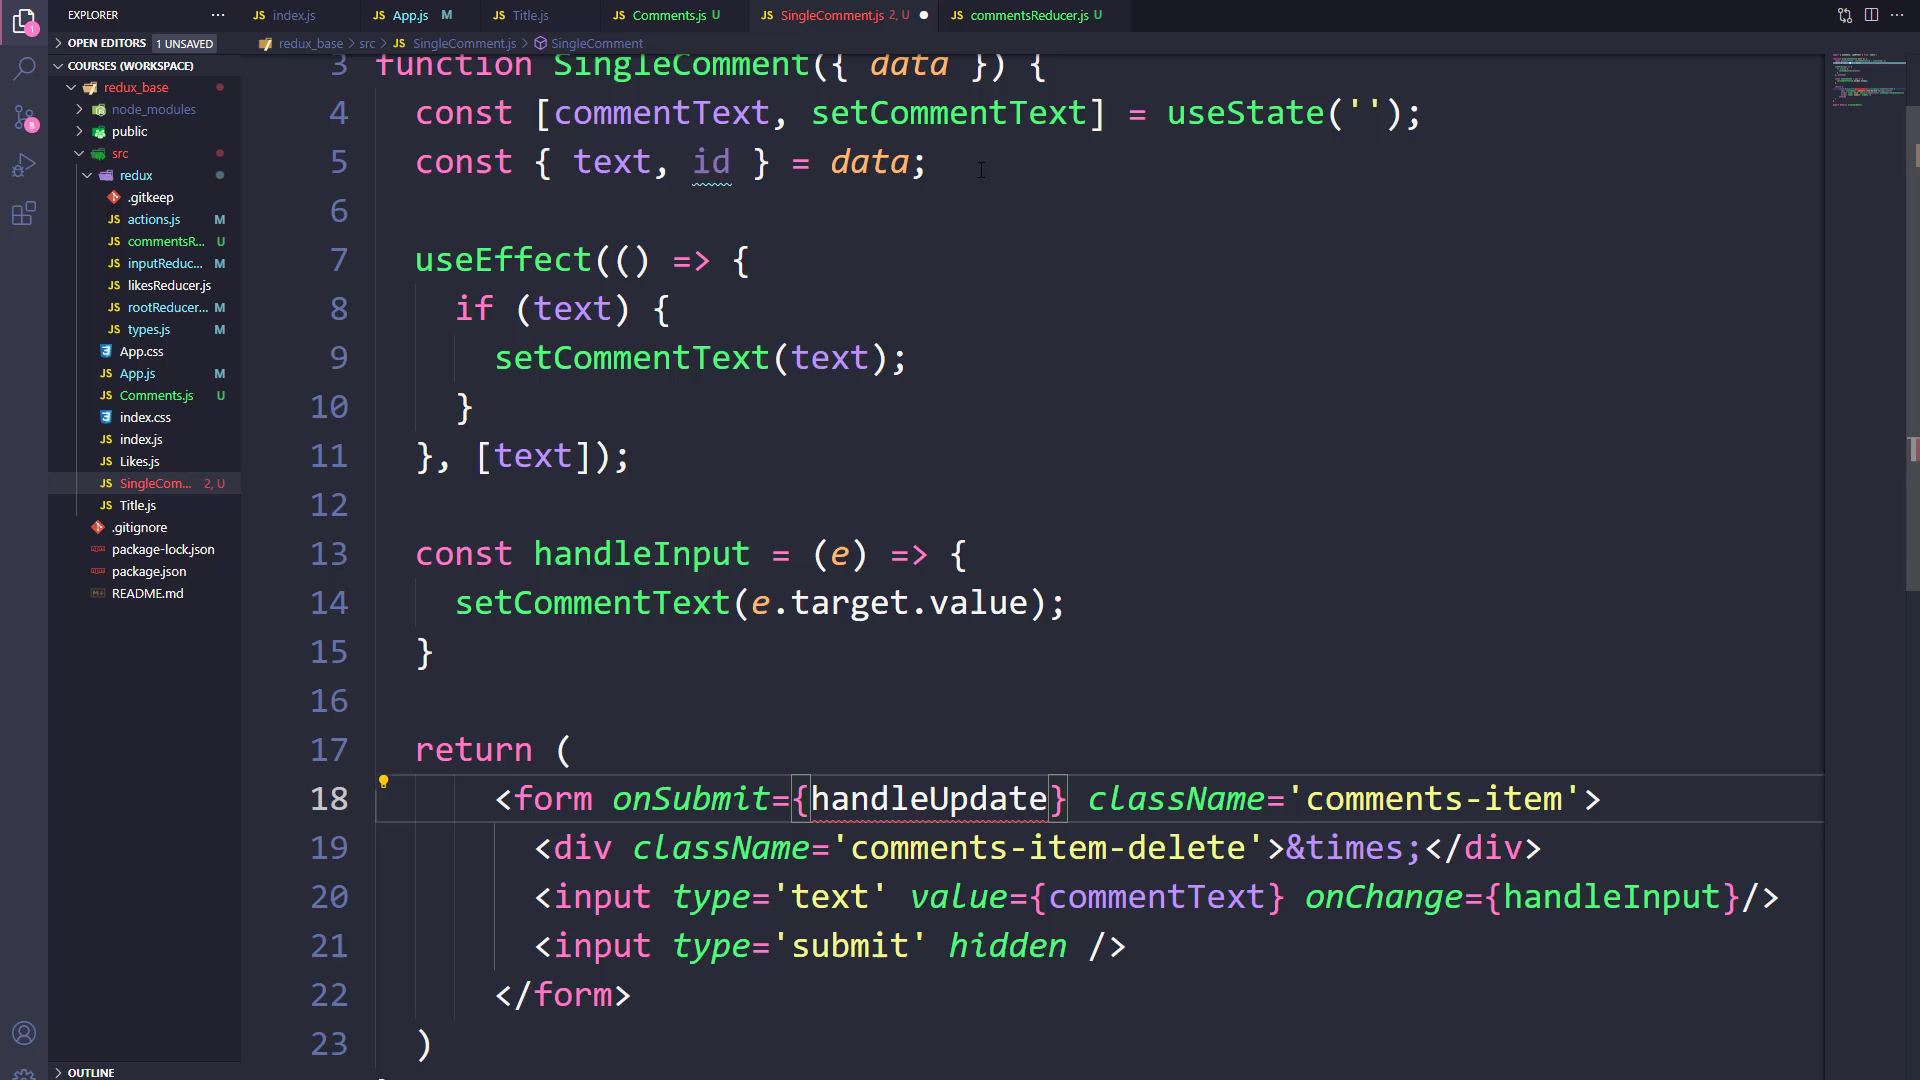 EXPLORER
index.js
App.js M
Title.js
Comments.js U
SingleComment.js 2, U
commentsReducer.js U
OPEN EDITORS 1 UNSAVED
redux_base > src > JS SingleComment.js > SingleComment
COURSES (WORKSPACE)
redux_base
node_modules
public
src
redux
.gitkeep
JS actions.js M
JS commentsR... U
JS inputReduc... M
JS likesReducer.js
JS rootReducer... M
JS types.js M
App.css
JS App.js M
JS Comments.js U
index.css
JS index.js
JS Likes.js
JS SingleCom... 2, U
JS Title.js
.gitignore
package-lock.json
package.json
README.md
OUTLINE
3 function SingleComment({ data }) {
4 const [commentText, setCommentText] = useState('');
5 const { text, id } = data;
6
7 useEffect(() => {
8 if (text) {
9 setCommentText(text);
10 }
11 }, [text]);
12
13 const handleInput = (e) => {
14 setCommentText(e.target.value);
15 }
16
17 return (
18 <form onSubmit={handleUpdate} className='comments-item'>
19 <div className='comments-item-delete'>&times;</div>
20 <input type='text' value={commentText} onChange={handleInput}/>
21 <input type='submit' hidden />
22 </form>
23 )